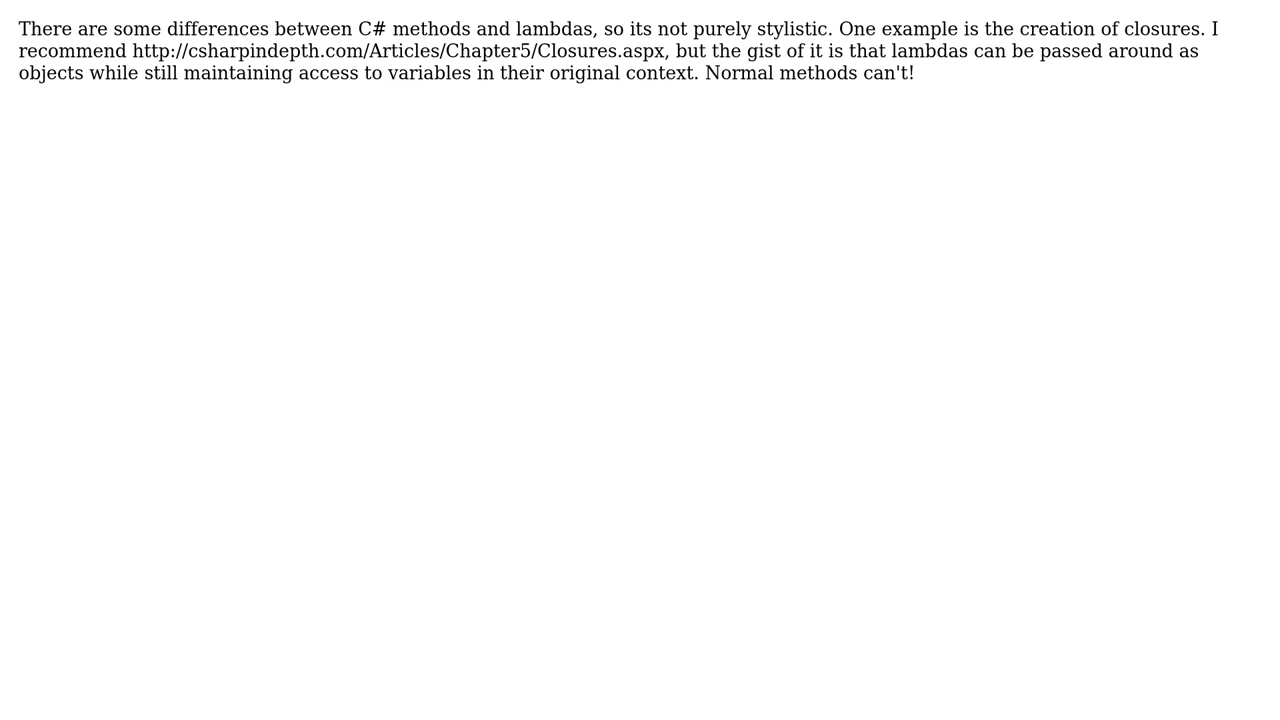 There are some differences between C# methods and lambdas, so its not purely stylistic. One example is the creation of closures. I
recommend http://csharpindepth.com/Articles/Chapter5/Closures.aspx, but the gist of it is that lambdas can be passed around as
objects while still maintaining access to variables in their original context. Normal methods can't!